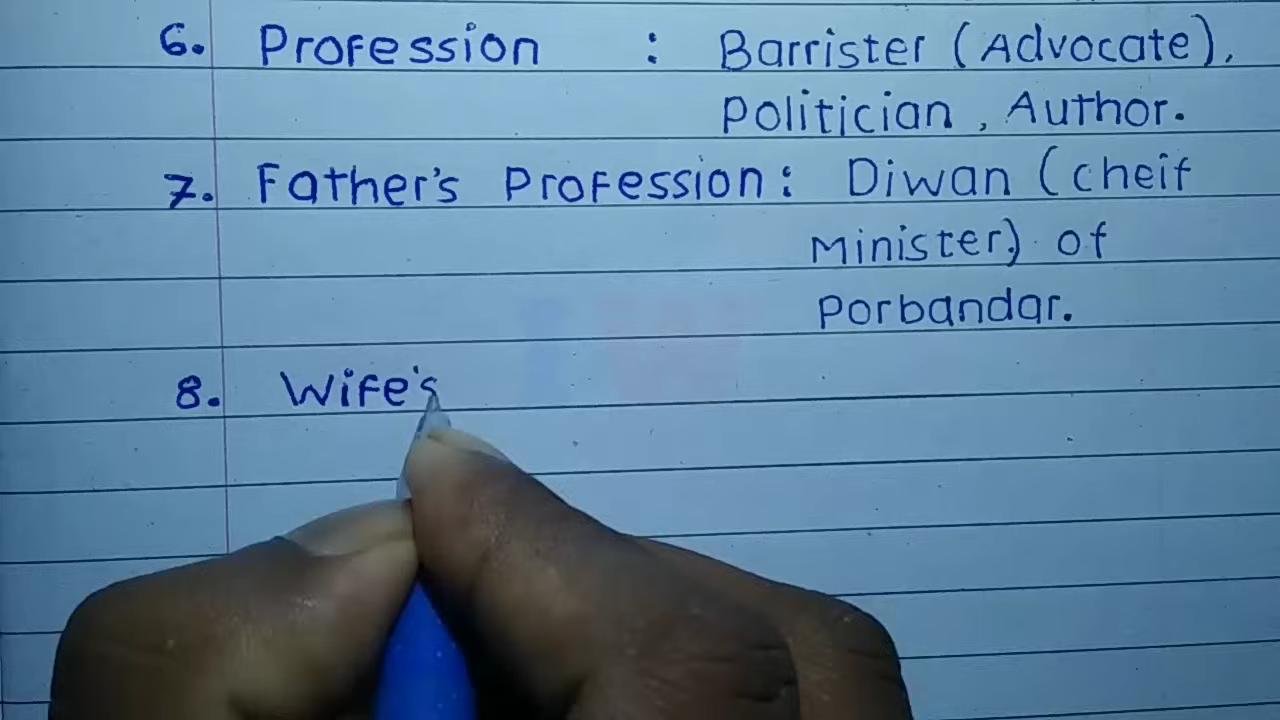 6. Profession : Barrister (Advocate),
Politician, Author.
7. Father's Profession: Diwan (cheif
Minister) of
Porbandar.
8. Wife's